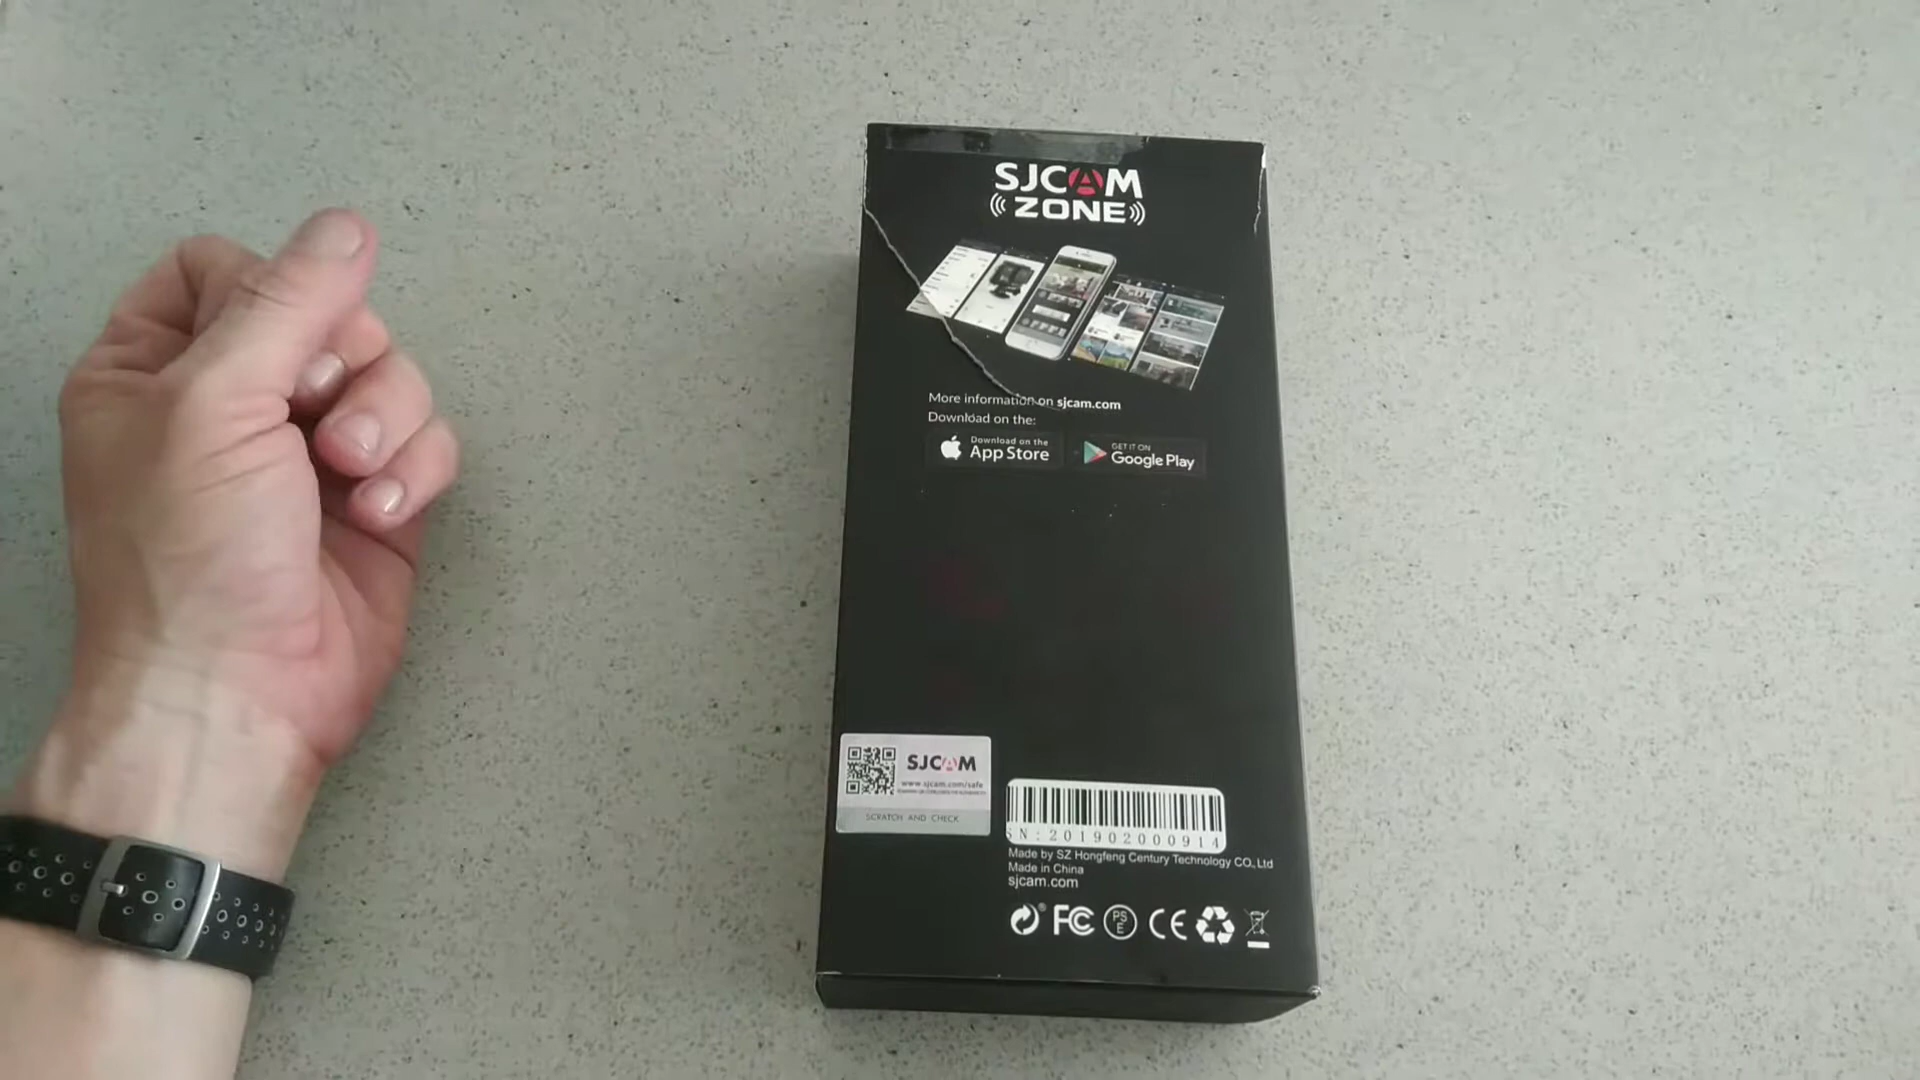 SJCAM
ZONE
More information on sjcam.com
Download on the:
Download on the
App Store
GET IT ON
Google Play
SJCAM
www.sjcam.com/safe
SCRATCH AND CHECK
SN:201902000914
Made by SZ Hongfeng Century Technology CO., Ltd
Made in China
sjcam.com
FC
PS
E
CE